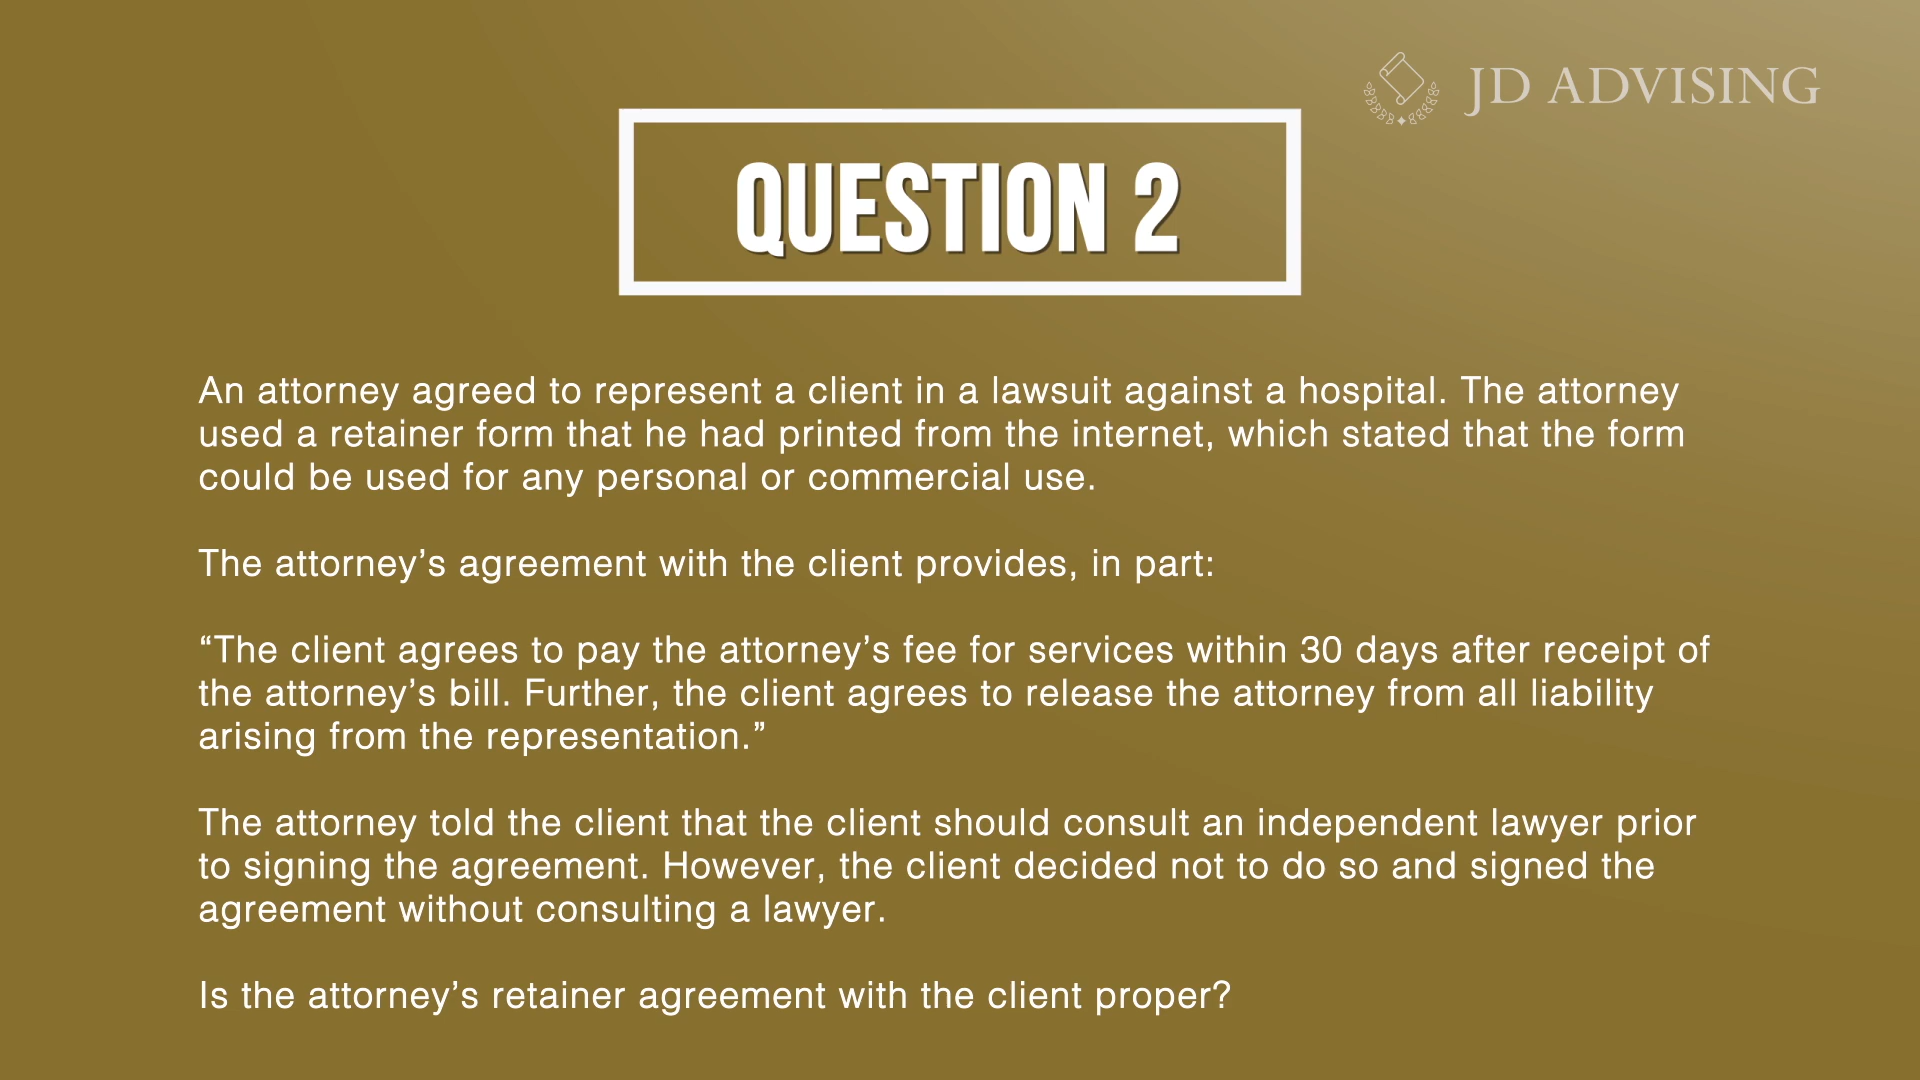 JD ADVISING
QUESTION 2
An attorney agreed to represent a client in a lawsuit against a hospital. The attorney
used a retainer form that he had printed from the internet, which stated that the form
could be used for any personal or commercial use.
The attorney’s agreement with the client provides, in part:
“The client agrees to pay the attorney’s fee for services within 30 days after receipt of
the attorney’s bill. Further, the client agrees to release the attorney from all liability
arising from the representation.”
The attorney told the client that the client should consult an independent lawyer prior
to signing the agreement. However, the client decided not to do so and signed the
agreement without consulting a lawyer.
Is the attorney’s retainer agreement with the client proper?